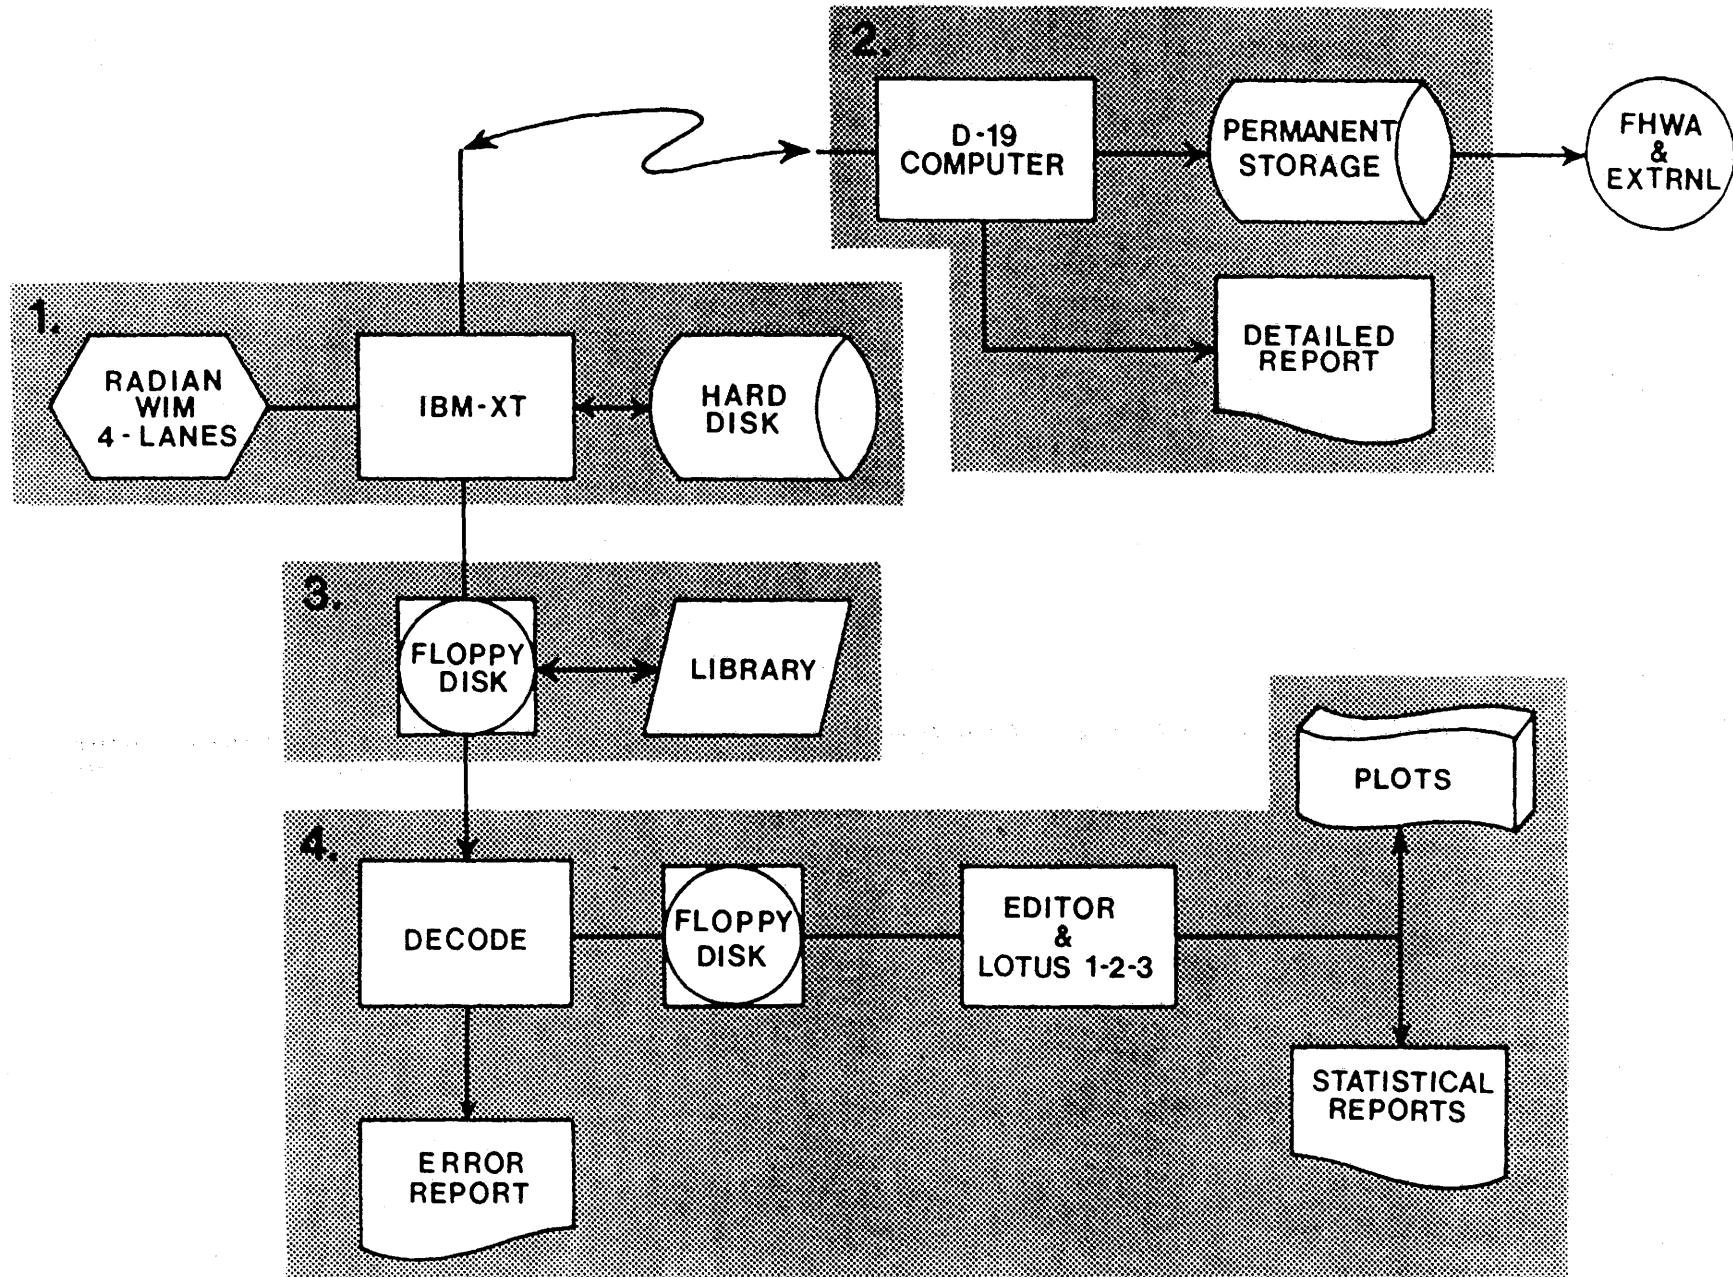 2.
D-19
COMPUTER
PERMANENT
STORAGE
FHWA
&
EXTRNL
DETAILED
REPORT
1.
RADIAN
WIM
4-LANES
IBM-XT
HARD
DISK
3.
FLOPPY
DISK
LIBRARY
PLOTS
4.
DECODE
FLOPPY
DISK
EDITOR
&
LOTUS 1-2-3
STATISTICAL
REPORTS
ERROR
REPORT